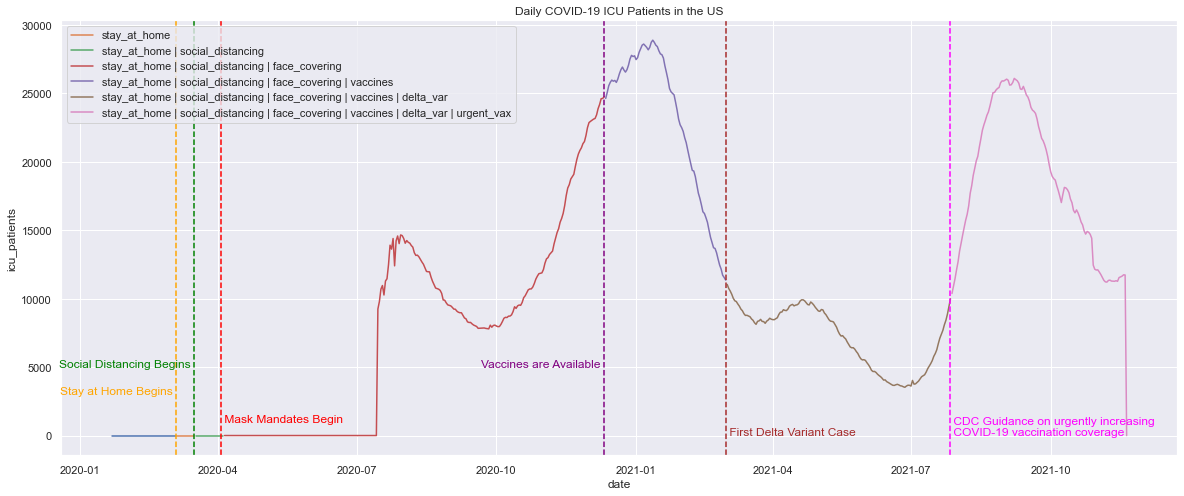 Daily COVID-19 ICU Patients in the US
30000
25000
20000
15000
10000
5000
0
icu_patients
stay_at_home
stay_at_home | social_distancing
stay_at_home | social_distancing | face_covering
stay_at_home | social_distancing | face_covering | vaccines
stay_at_home | social_distancing | face_covering | vaccines | delta_var
stay_at_home | social_distancing | face_covering | vaccines | delta_var | urgent_vax
Social Distancing Begins
Vaccines are Available
Stay at Home Begins
Mask Mandates Begin
First Delta Variant Case
CDC Guidance on urgently increasing
COVID-19 vaccination coverage
2020-01
2020-04
2020-07
2020-10
2021-01
2021-04
2021-07
2021-10
date